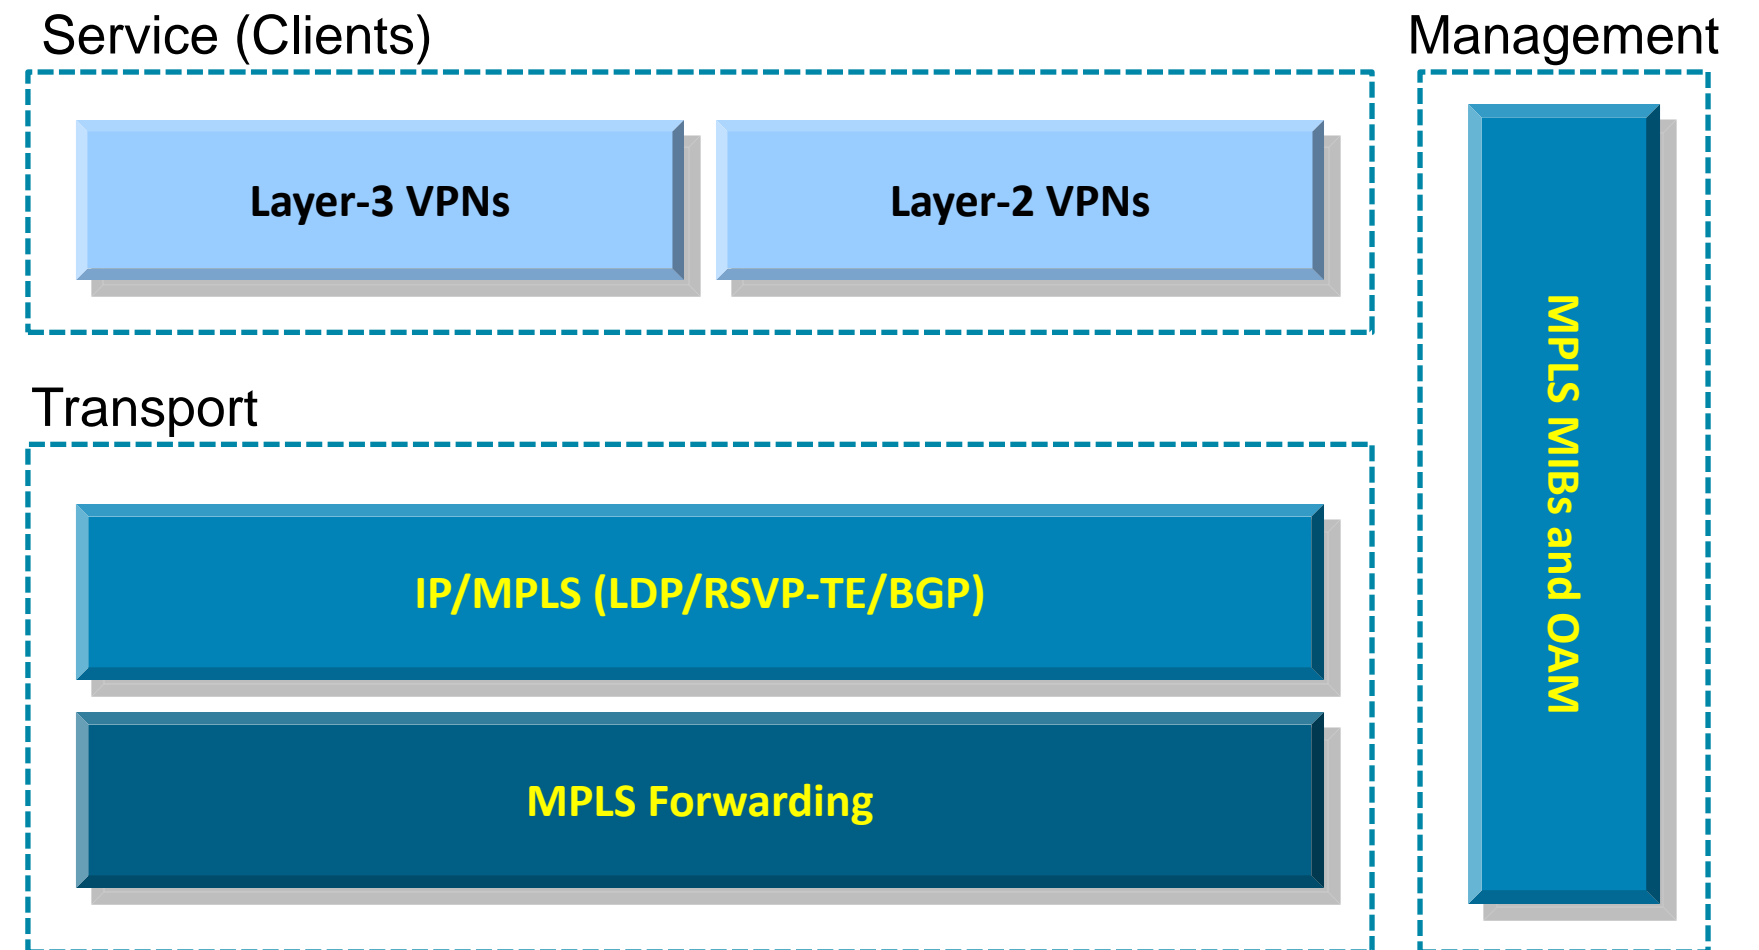 Service (Clients)
Management
Layer-3 VPNs
Layer-2 VPNs
MPLS MIBs and OAM
Transport
IP/MPLS (LDP/RSVP-TE/BGP)
MPLS Forwarding